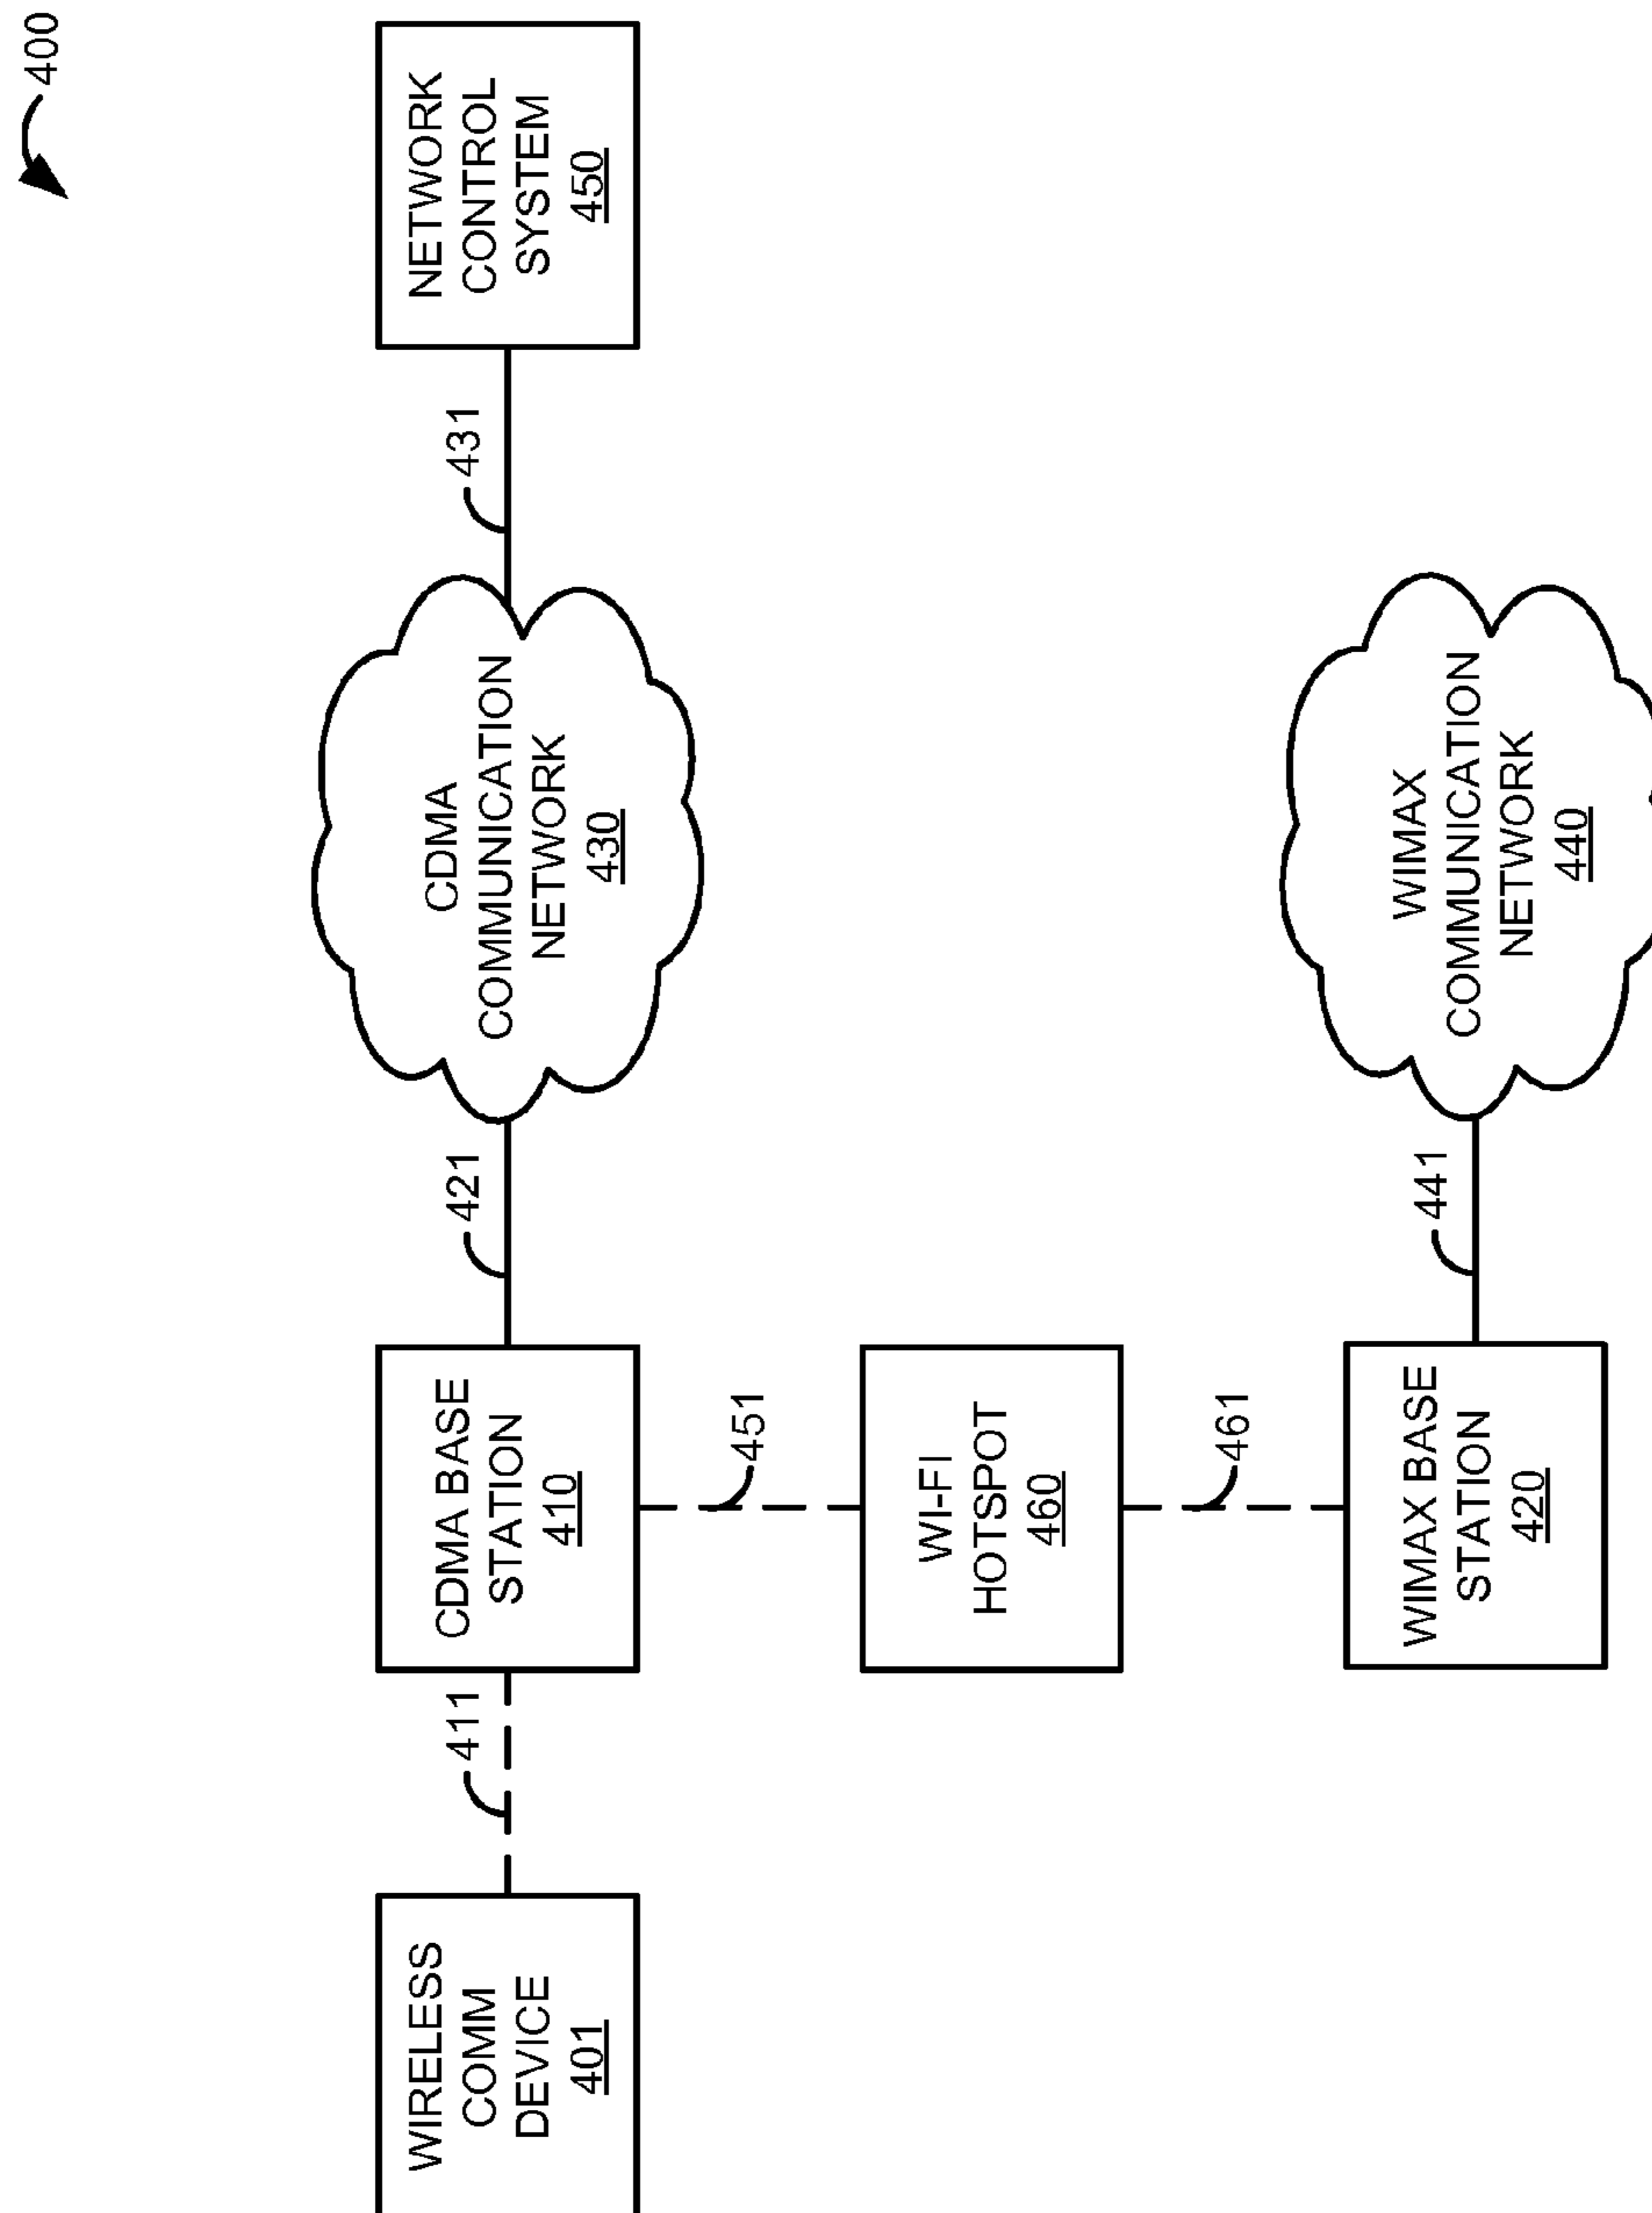 400
WIRELESS
COMM
DEVICE
401
411
CDMA BASE
STATION
410
421
CDMA
COMMUNICATION
NETWORK
430
431
NETWORK
CONTROL
SYSTEM
450
451
WI-FI
HOTSPOT
460
461
WIMAX BASE
STATION
420
441
WIMAX
COMMUNICATION
NETWORK
440